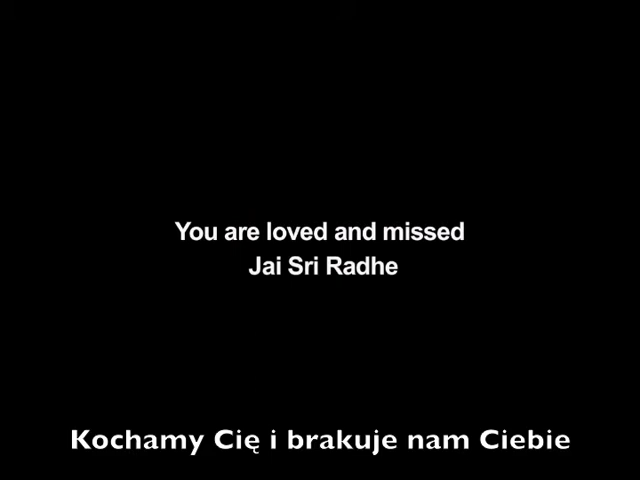 You are loved and missed
Jai Sri Radhe
Kochamy Cię i brakuje nam Ciebie